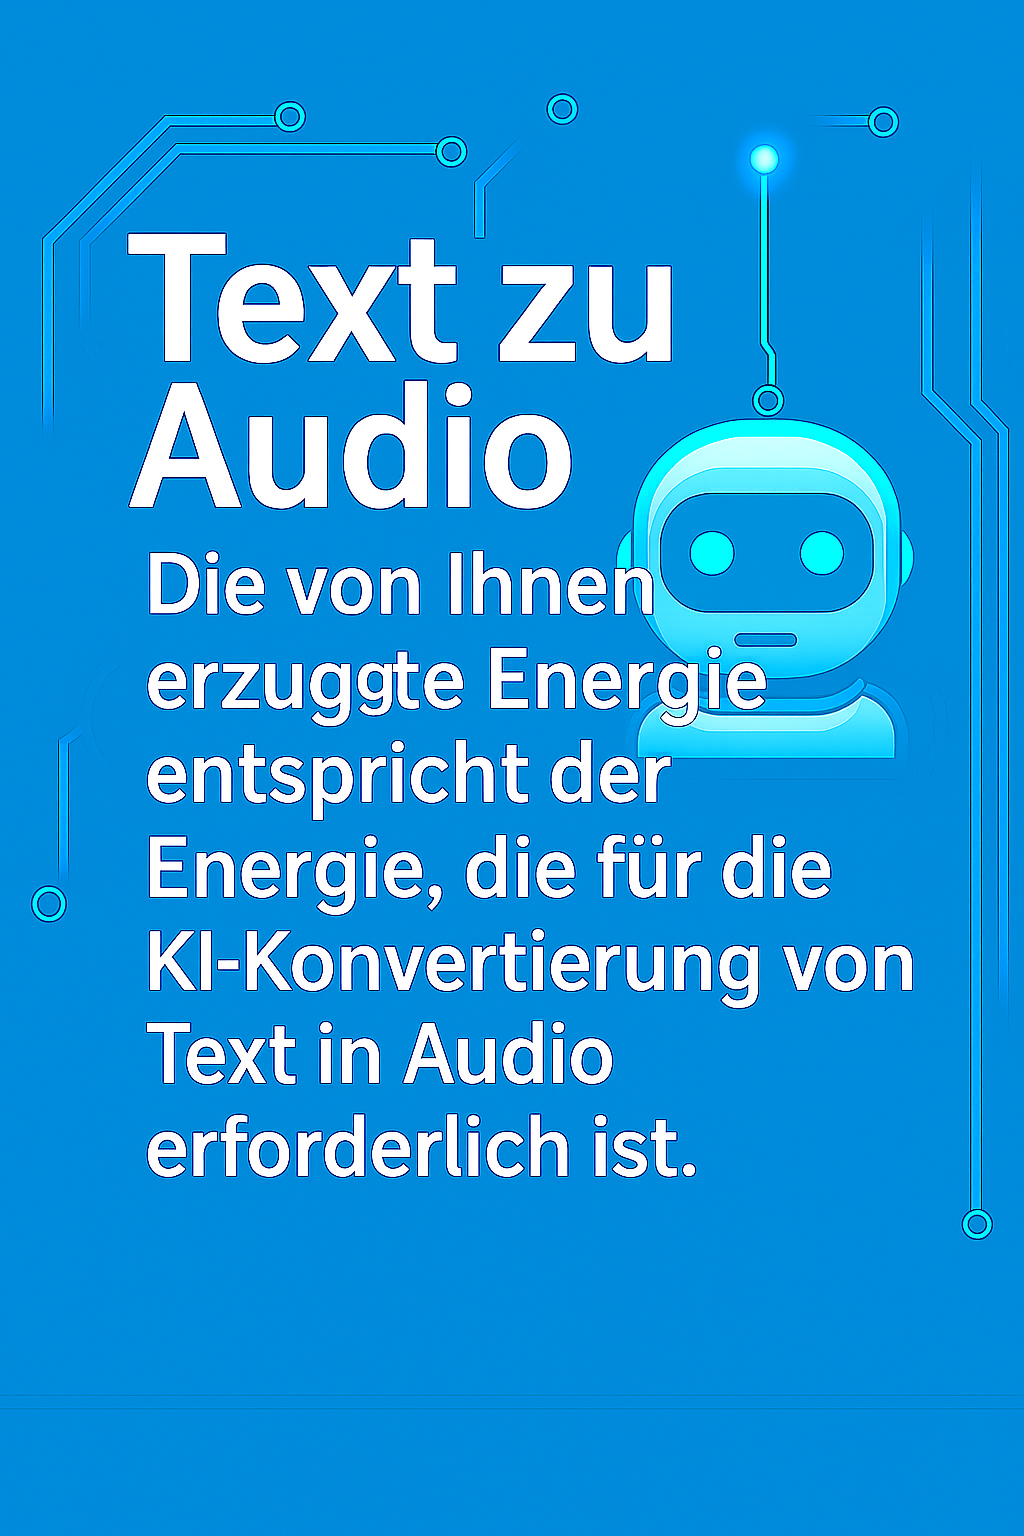 Text zu
Audio
Die von Ihnen
erzuggte Energie
entspricht der
Energie, die für die
KI-Konvertierung von
Text in Audio
erforderlich ist.